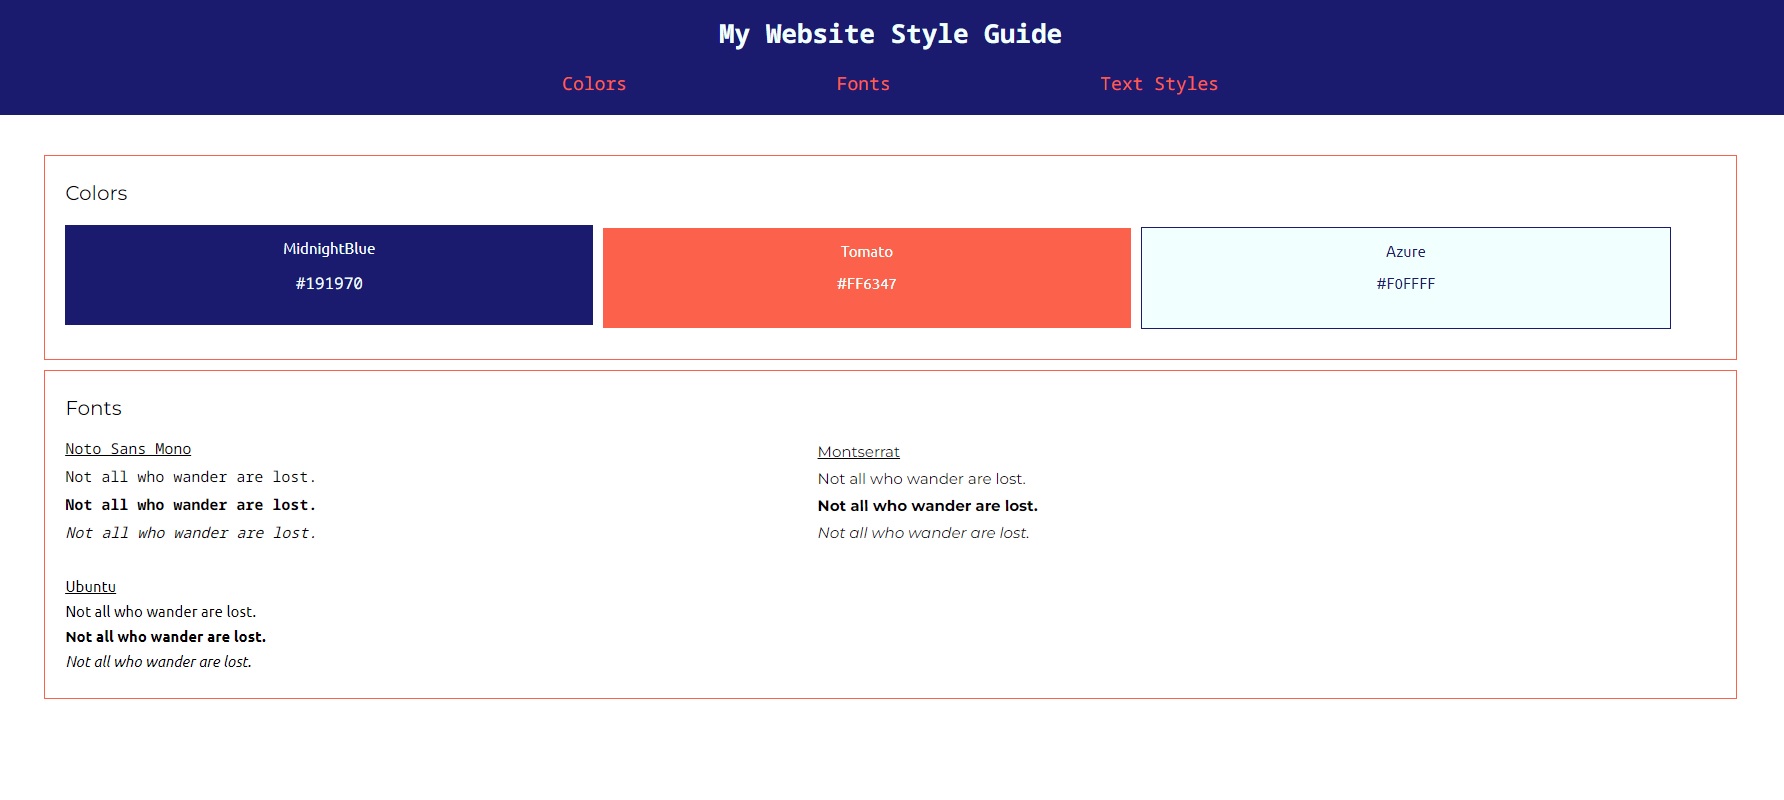 My Website Style Guide
Colors Fonts Text Styles
Colors
MidnightBlue
#191970
Tomato
#FF6347
Azure
#F0FFFF
Fonts
Noto Sans Mono
Not all who wander are lost.
Not all who wander are lost.
Not all who wander are lost.
Montserrat
Not all who wander are lost.
Not all who wander are lost.
Not all who wander are lost.
Ubuntu
Not all who wander are lost.
Not all who wander are lost.
Not all who wander are lost.